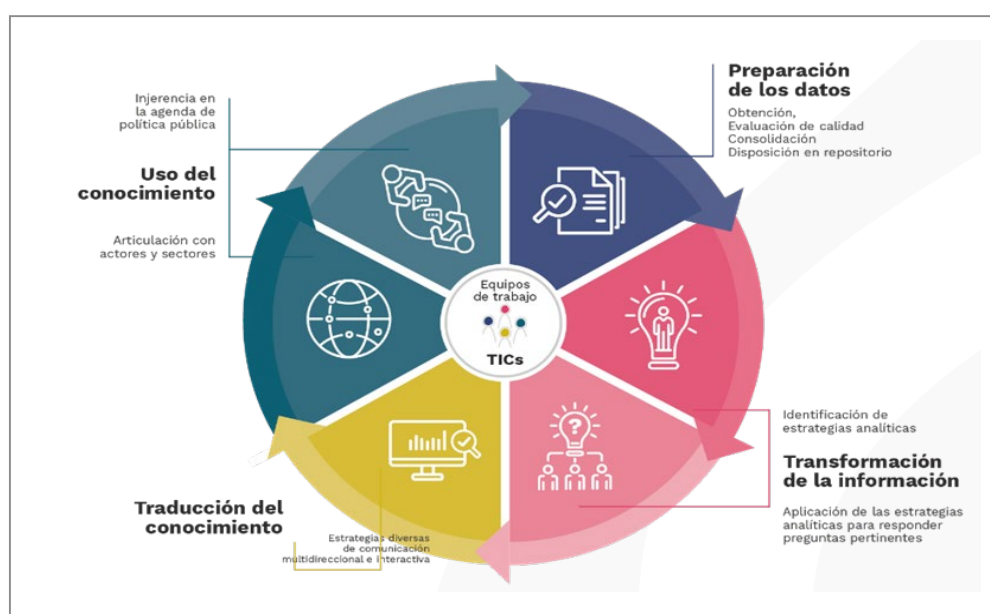 Preparación
de los datos
Obtención,
Evaluación de calidad
Consolidación
Disposición en repositorio
Injerencia en
la agenda de
política pública
Uso del
conocimiento
Articulación con
actores y sectores
Equipos
de trabajo
TICs
?
Identificación de
estrategias analíticas
Transformación
de la información
Aplicación de las estrategias
analíticas para responder
preguntas pertinentes
Traducción del
conocimiento
Estrategias diversas
de comunicación
multidireccional e interactiva